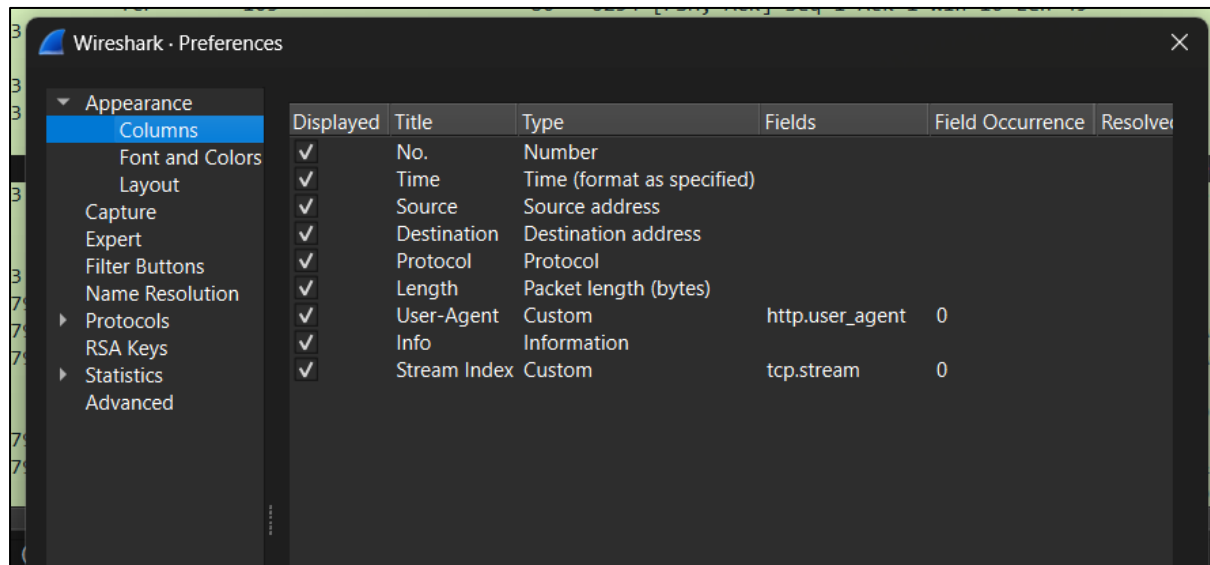 Wireshark · Preferences
Appearance
Columns
Font and Colors
Layout
Capture
Expert
Filter Buttons
Name Resolution
Protocols
RSA Keys
Statistics
Advanced
Displayed Title Type Fields Field Occurrence
No. Number
Time Time (format as specified)
Source Source address
Destination Destination address
Protocol Protocol
Length Packet length (bytes)
User-Agent Custom http.user_agent 0
Info Information
Stream Index Custom tcp.stream 0